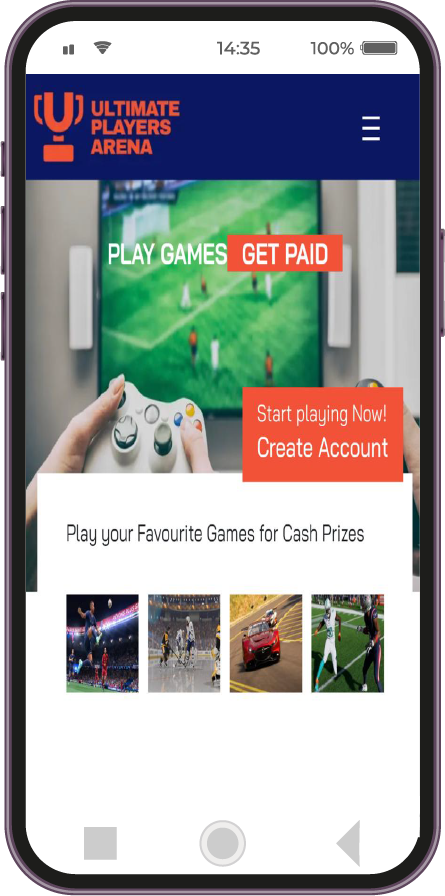 14:35
100%
ULTIMATE
PLAYERS
ARENA
PLAY GAMES GET PAID
Start playing Now!
Create Account
Play your Favourite Games for Cash Prizes